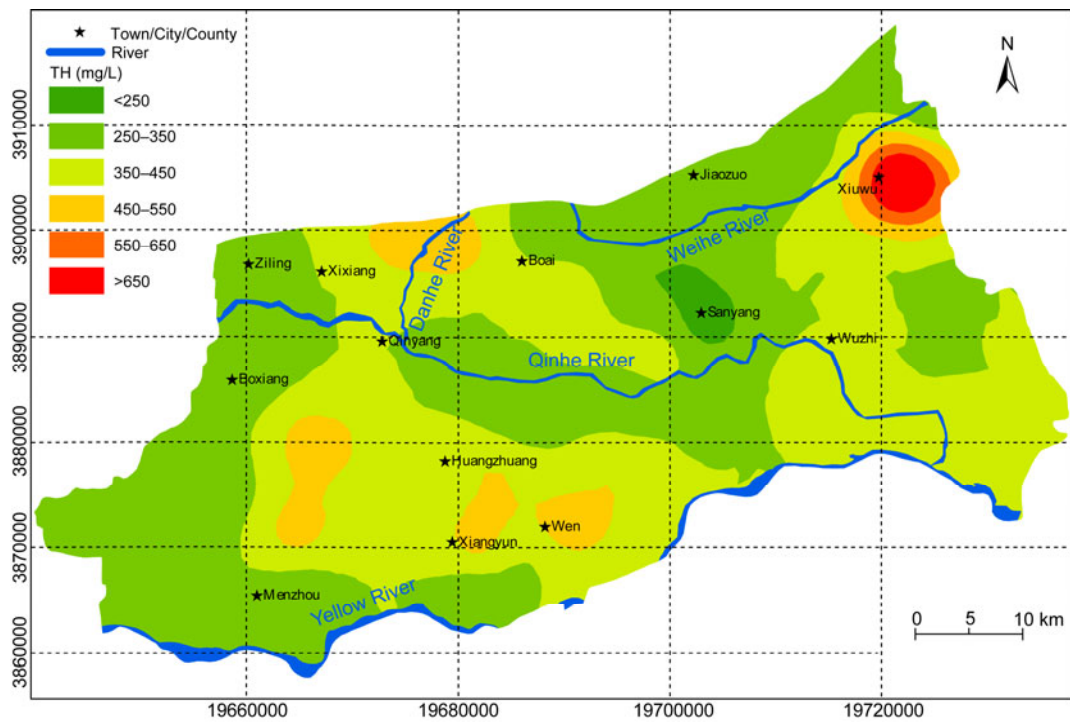 Town/City/County
River
TH (mg/L)
<250
250–350
350–450
450–550
550–650
>650
N
Jiaozuo
Xiuwu
Weihe River
Ziling
Xixiang
Danhe River
Boai
Sanyang
Qinyang
Qinhe River
Wuzhi
Boxiang
Huangzhuang
Wen
Xiangyun
Menzhou
Yellow River
0 5 10 km
3910000
3900000
3890000
3880000
3870000
3860000
19660000 19680000 19700000 19720000